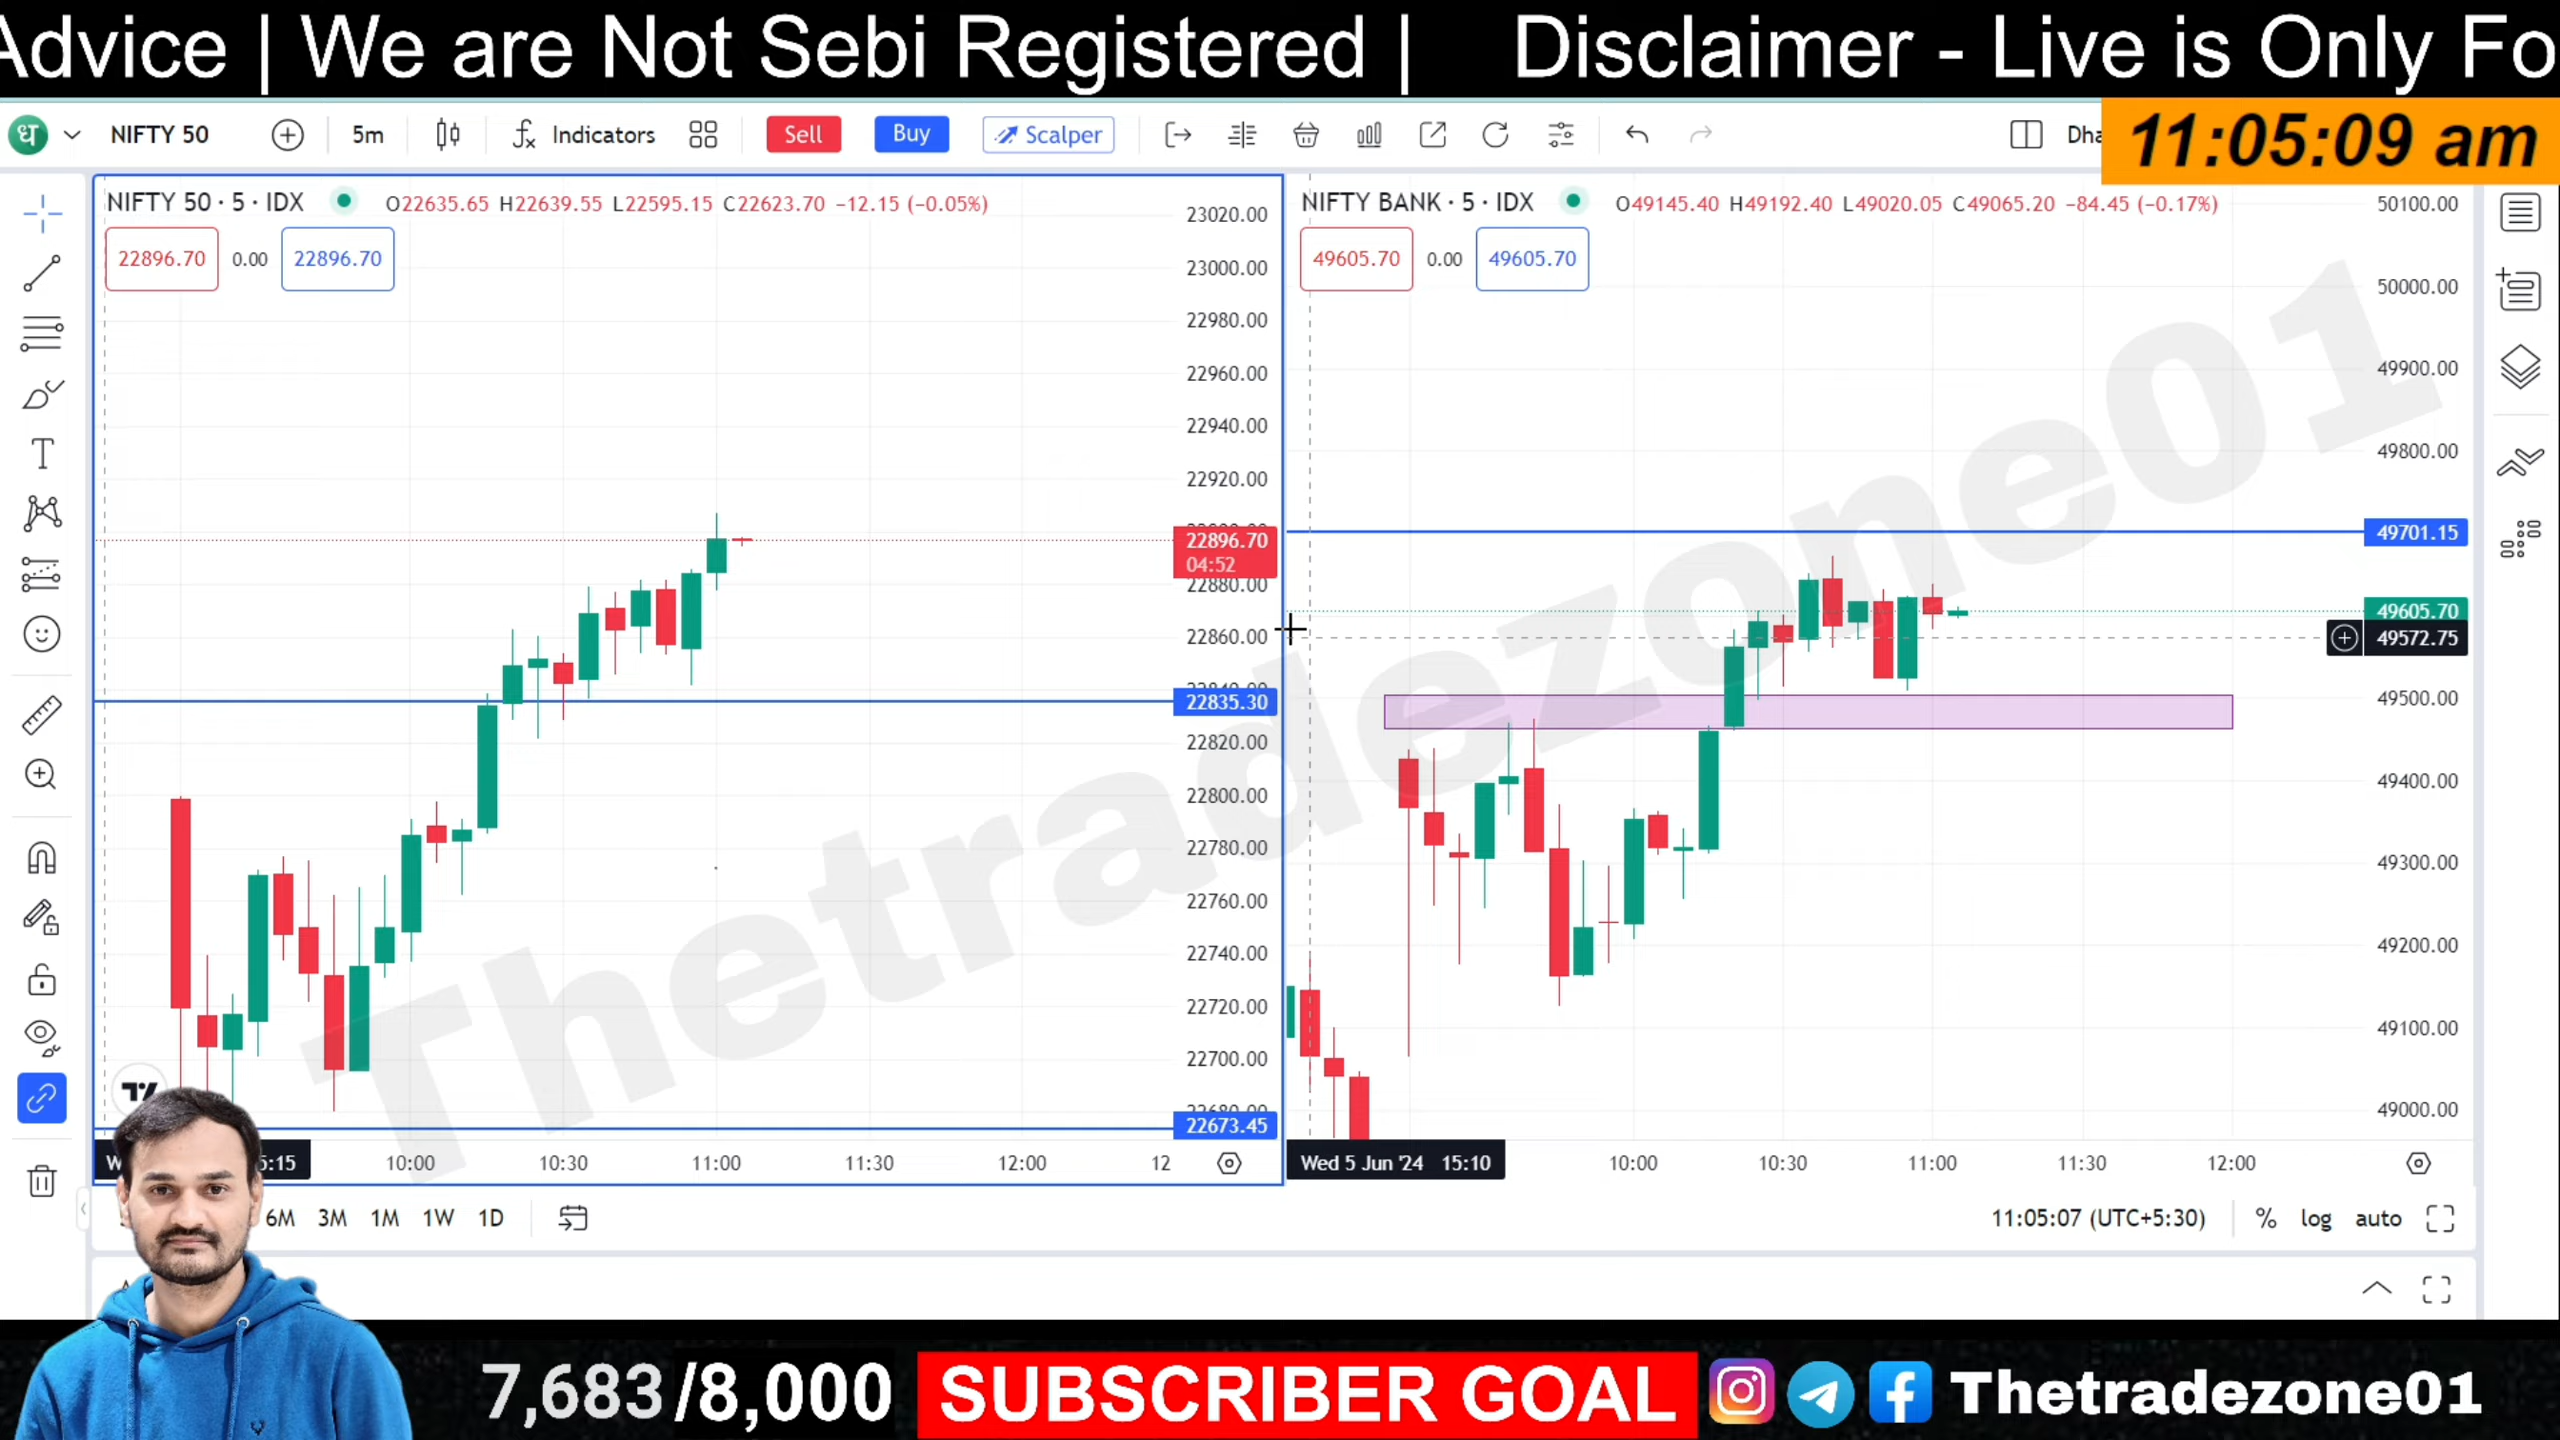 Advice | We are Not Sebi Registered | Disclaimer - Live is Only Fo
11:05:09 am
ध NIFTY 50 5m Indicators Sell Buy Scalper Dha
NIFTY 50 · 5 · IDX O22635.65 H22639.55 L22595.15 C22623.70 −12.15 (−0.05%)
22896.70 0.00 22896.70
23020.00
23000.00
22980.00
22960.00
22940.00
22920.00
22896.70
04:52
22880.00
22860.00
22835.30
22820.00
22800.00
22780.00
22760.00
22740.00
22720.00
22700.00
22673.45
5:15 10:00 10:30 11:00 11:30 12:00 12
NIFTY BANK · 5 · IDX O49145.40 H49192.40 L49020.05 C49065.20 −84.45 (−0.17%)
49605.70 0.00 49605.70
50100.00
50000.00
49900.00
49800.00
49701.15
49605.70
49572.75
49500.00
49400.00
49300.00
49200.00
49100.00
49000.00
Wed 5 Jun '24 15:10 10:00 10:30 11:00 11:30 12:00
Thetradezone01
6M 3M 1M 1W 1D
11:05:07 (UTC+5:30) % log auto
7,683/8,000 SUBSCRIBER GOAL Thetradezone01